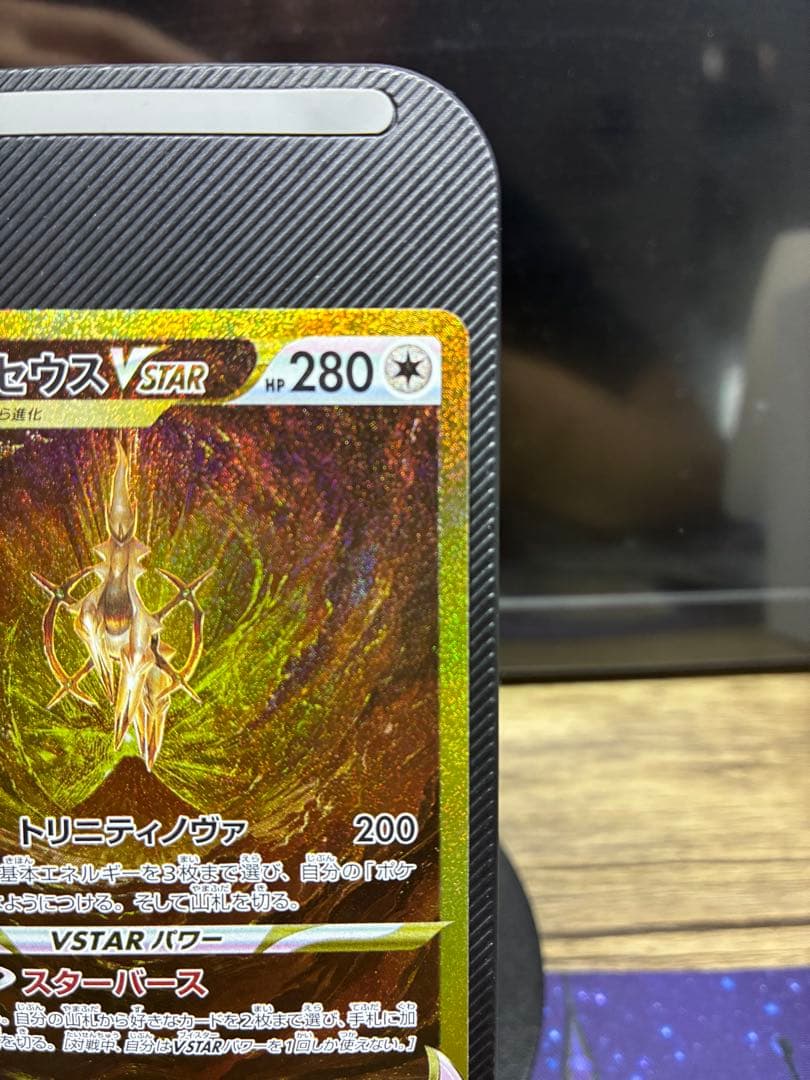 セウス VSTAR HP 280
ら進化
トリニティノヴァ 200
基本エネルギーを3枚まで選び、自分の「ポケ
ようにつける。そして山札を切る。
VSTARパワー
スターバース
自分の山札から好きなカードを2枚まで選び、手札に加
を切る。[対戦中、自分はVSTARパワーを1回しか使えない。]